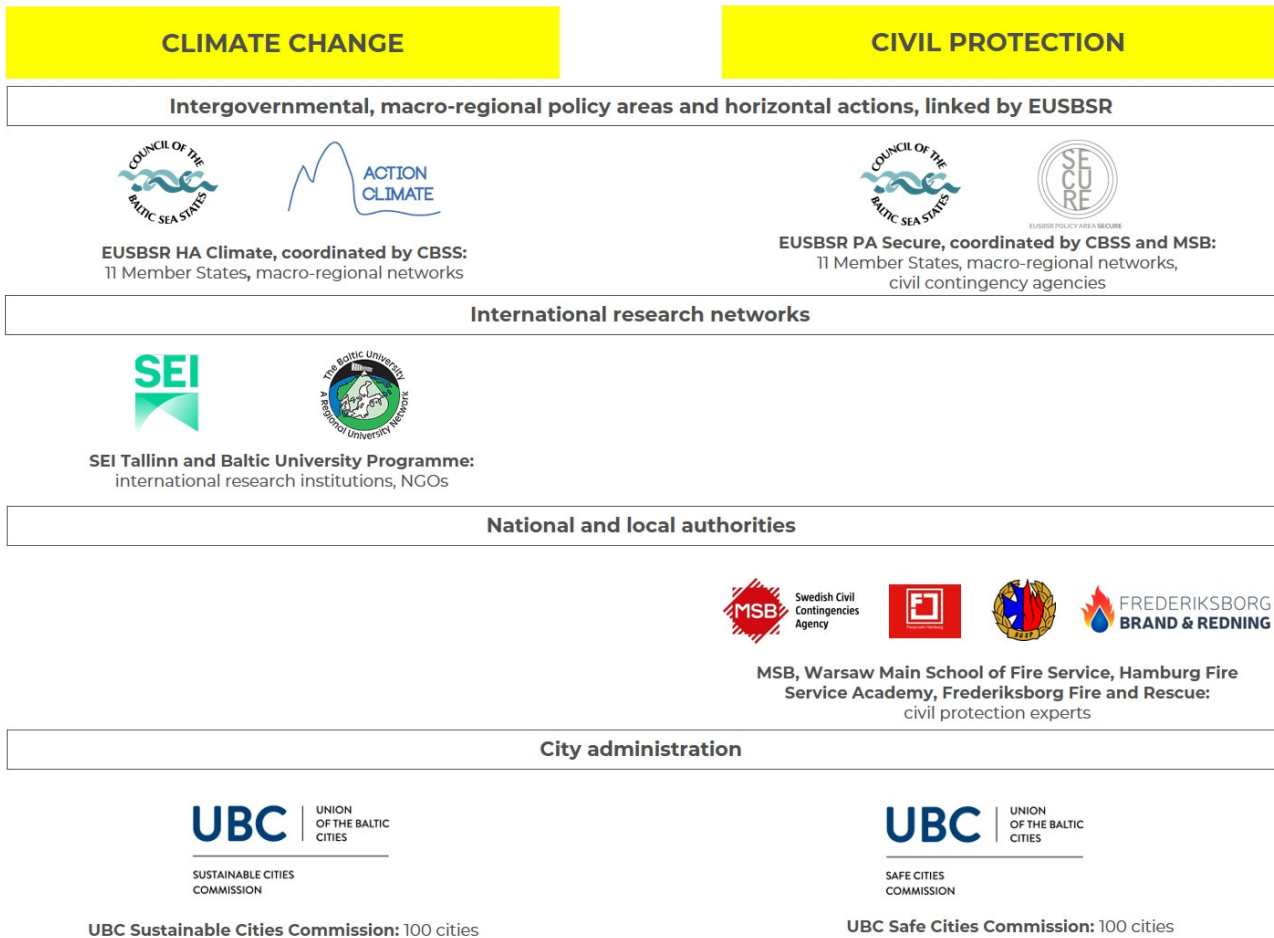 CLIMATE CHANGE
CIVIL PROTECTION
Intergovernmental, macro-regional policy areas and horizontal actions, linked by EUSBSR
COUNCIL OF THE
BALTIC SEA STATES
ACTION
CLIMATE
COUNCIL OF THE
BALTIC SEA STATES
SE
CU
RE
EUSBSR POLICY AREA SECURE
EUSBSR HA Climate, coordinated by CBSS:
11 Member States, macro-regional networks
EUSBSR PA Secure, coordinated by CBSS and MSB:
11 Member States, macro-regional networks,
civil contingency agencies
International research networks
SEI
The Baltic University
A Regional University Network
SEI Tallinn and Baltic University Programme:
international research institutions, NGOs
National and local authorities
MSB
Swedish Civil
Contingencies
Agency
Feuerwehr Hamburg
SGSP
FREDERIKSBORG
BRAND & REDNING
MSB, Warsaw Main School of Fire Service, Hamburg Fire
Service Academy, Frederiksborg Fire and Rescue:
civil protection experts
City administration
UBC
UNION
OF THE BALTIC
CITIES
SUSTAINABLE CITIES
COMMISSION
UBC
UNION
OF THE BALTIC
CITIES
SAFE CITIES
COMMISSION
UBC Sustainable Cities Commission: 100 cities
UBC Safe Cities Commission: 100 cities